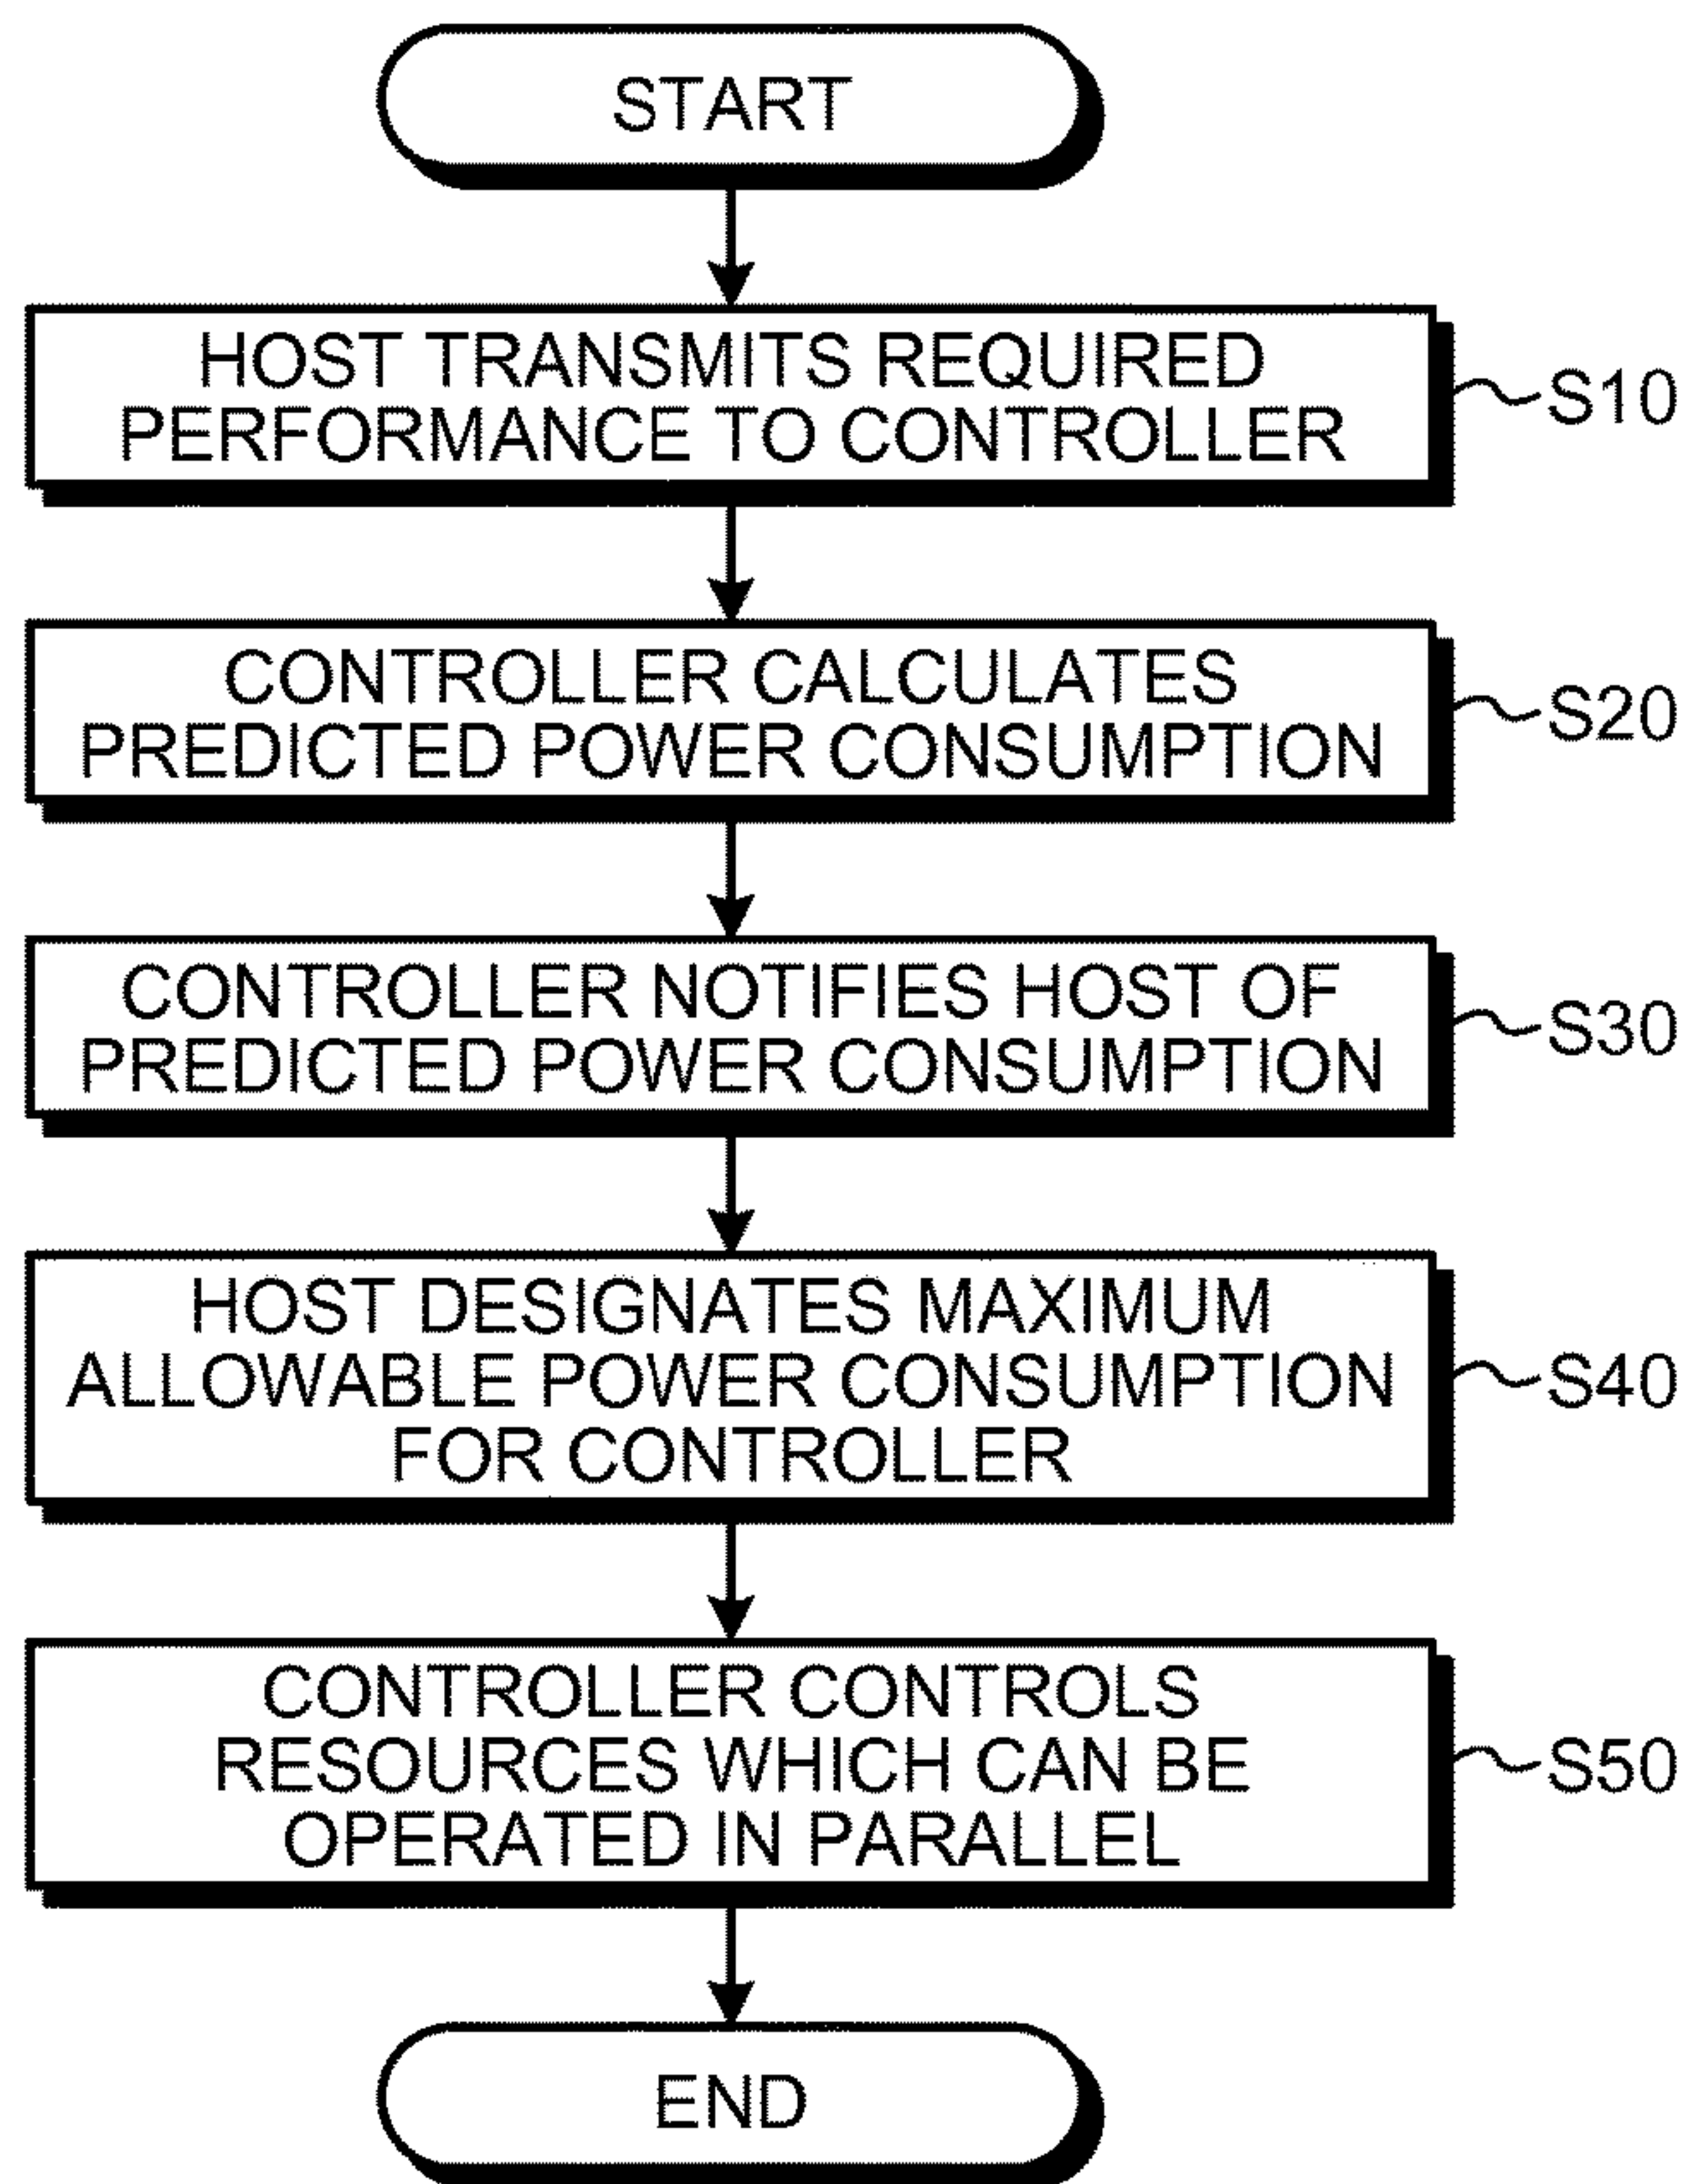 START
HOST TRANSMITS REQUIRED
PERFORMANCE TO CONTROLLER
S10
CONTROLLER CALCULATES
PREDICTED POWER CONSUMPTION
S20
CONTROLLER NOTIFIES HOST OF
PREDICTED POWER CONSUMPTION
S30
HOST DESIGNATES MAXIMUM
ALLOWABLE POWER CONSUMPTION
FOR CONTROLLER
S40
CONTROLLER CONTROLS
RESOURCES WHICH CAN BE
OPERATED IN PARALLEL
S50
END